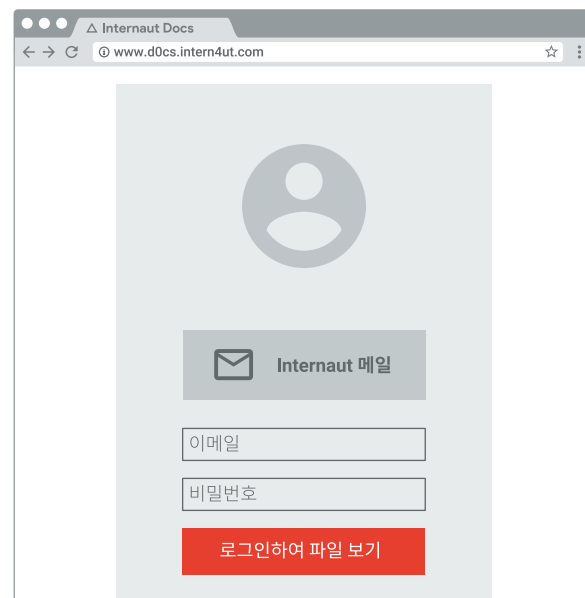 Internaut Docs
www.d0cs.intern4ut.com
Internaut 메일
이메일
비밀번호
로그인하여 파일 보기